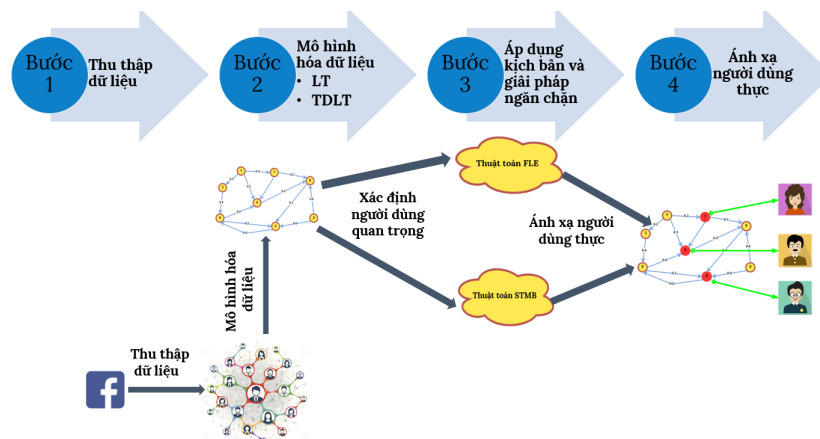 Bước
1
Thu thập
dữ liệu
Bước
2
Mô hình
hóa dữ liệu
• LT
• TDLT
Bước
3
Áp dụng
kịch bản và
giải pháp
ngăn chặn
Bước
4
Ánh xạ
người dùng
thực
Thuật toán FLE
Xác định
người dùng
quan trọng
Ánh xạ người
dùng thực
Mô hình hóa
dữ liệu
Thuật toán STMB
Thu thập
dữ liệu